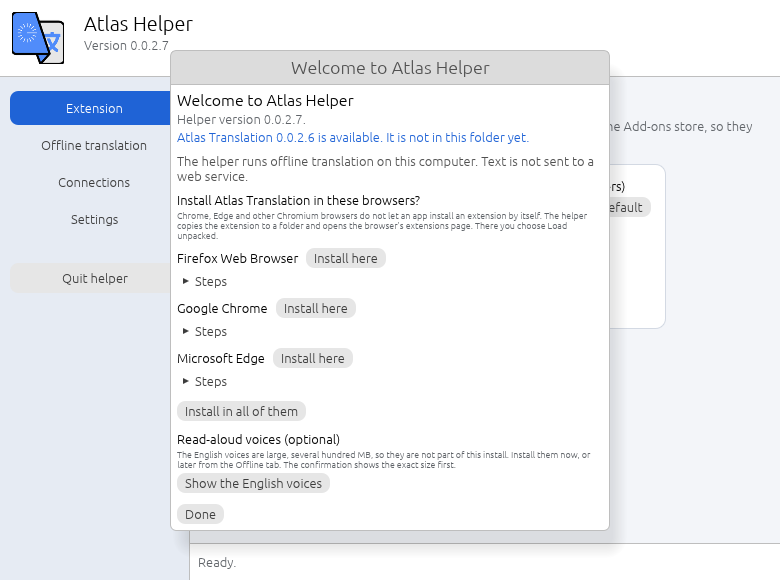 Atlas Helper
Version 0.0.2.7
Welcome to Atlas Helper
Extension
Offline translation
Connections
Settings
Quit helper
Welcome to Atlas Helper
Helper version 0.0.2.7.
Atlas Translation 0.0.2.6 is available. It is not in this folder yet.
The helper runs offline translation on this computer. Text is not sent to a
web service.
Install Atlas Translation in these browsers?
Chrome, Edge and other Chromium browsers do not let an app install an extension by itself. The helper
copies the extension to a folder and opens the browser's extensions page. There you choose Load
unpacked.
Firefox Web Browser Install here
Steps
Google Chrome Install here
Steps
Microsoft Edge Install here
Steps
Install in all of them
Read-aloud voices (optional)
The English voices are large, several hundred MB, so they are not part of this install. Install them now, or
later from the Offline tab. The confirmation shows the exact size first.
Show the English voices
Done
Add-ons store, so they
Ready.